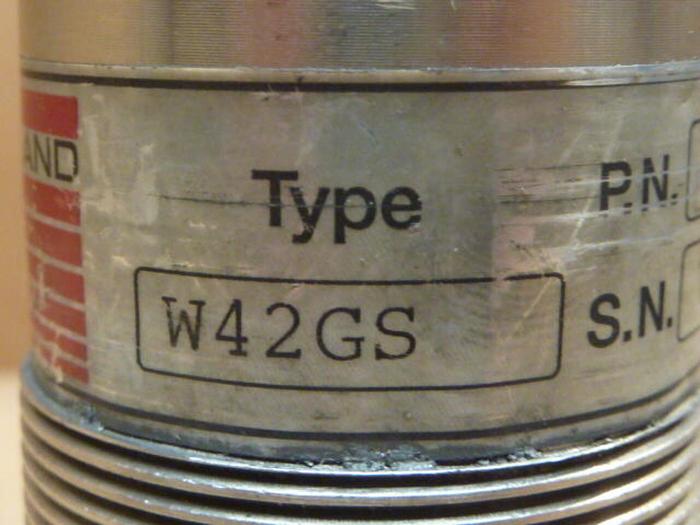 AND
Type
P.N.
W42GS
S.N.